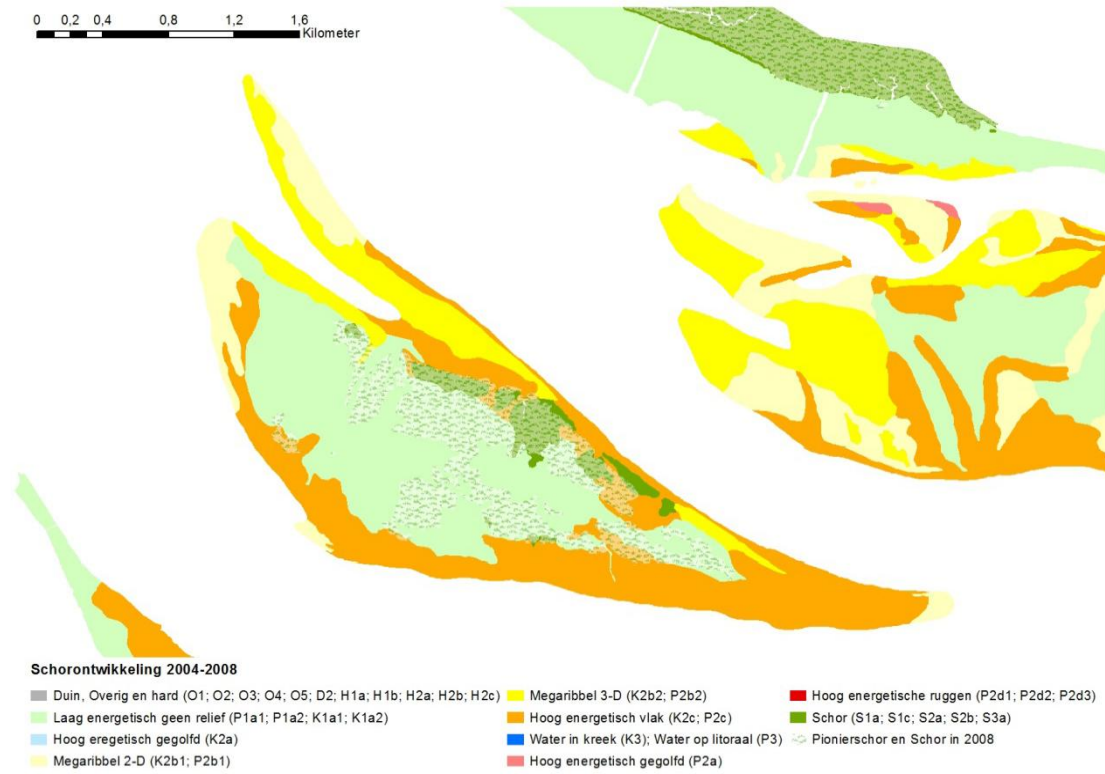 0 0,2 0,4 0,8 1,2 1,6
Kilometer
Schorontwikkeling 2004-2008
Duin, Overig en hard (O1; O2; O3; O4; O5; D2; H1a; H1b; H2a; H2b; H2c)
Laag energetisch geen relief (P1a1; P1a2; K1a1; K1a2)
Hoog eregetisch gegolfd (K2a)
Megaribbel 2-D (K2b1; P2b1)
Megaribbel 3-D (K2b2; P2b2)
Hoog energetisch vlak (K2c; P2c)
Water in kreek (K3); Water op litoraal (P3)
Hoog energetisch gegolfd (P2a)
Hoog energetische ruggen (P2d1; P2d2; P2d3)
Schor (S1a; S1c; S2a; S2b; S3a)
Pionierschor en Schor in 2008